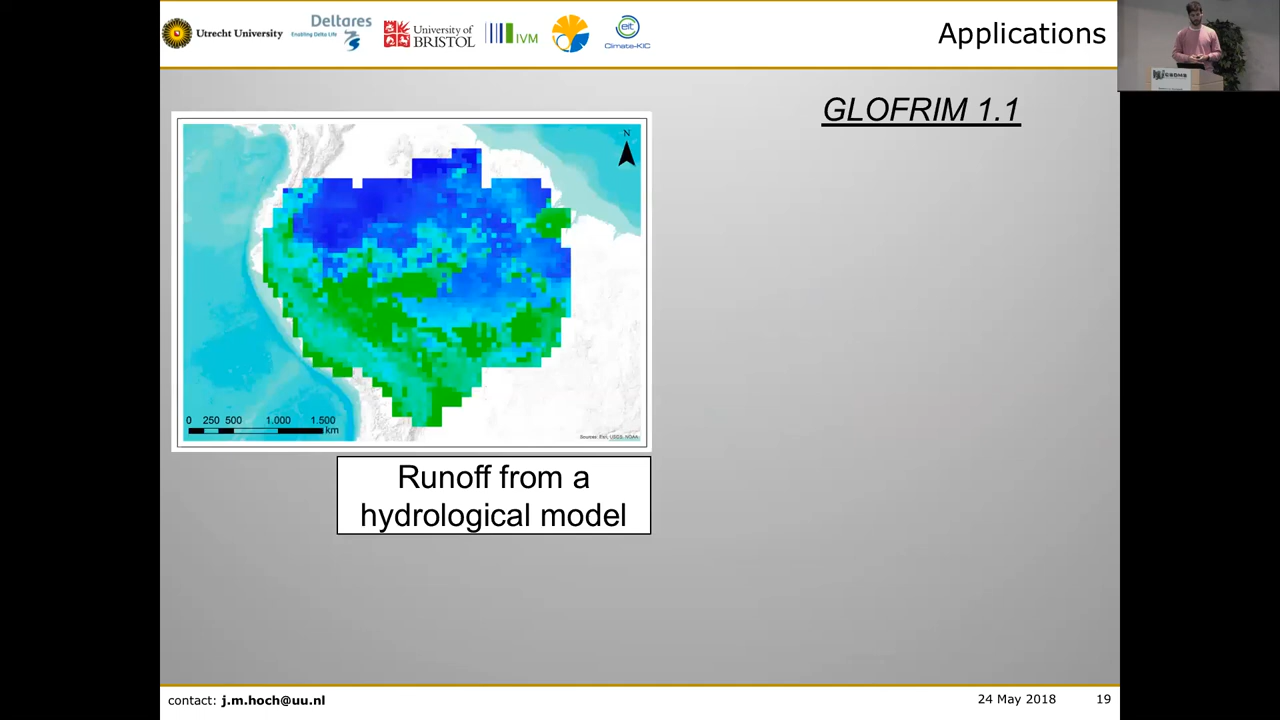 Utrecht University
Deltares
Enabling Delta Life
University of
BRISTOL
IVM
eit
Climate-KIC
Applications
CSDMS
GLOFRIM 1.1
N
0 250 500 1.000 1.500
km
Sources: Esri, USGS, NOAA
Runoff from a
hydrological model
contact: j.m.hoch@uu.nl
24 May 2018
19